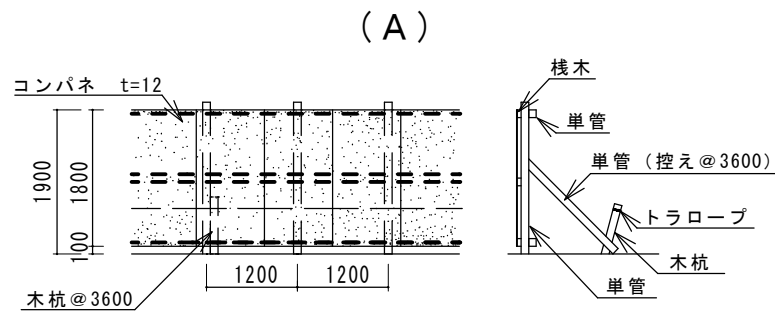 (A)
コンパネ t=12
桟木
単管
単管(控え@3600)
トラロープ
木杭
単管
1900
1800
100
1200
1200
木杭@3600